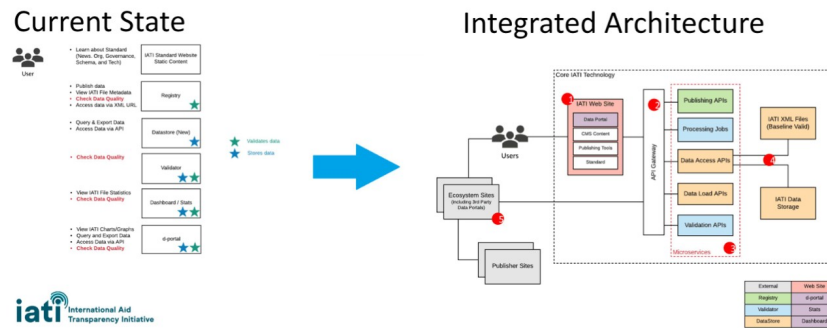 Current State
Integrated Architecture
User
• Learn about Standard
(News, Org, Governance,
Schema, and Tech)
IATI Standard Website
Static Content
• Publish data
• View IATI File Metadata
• Check Data Quality
• Access data via XML URL
Registry
• Query & Export Data
• Access Data via API
Datastore (New)
• Check Data Quality
Validator
• View IATI File Statistics
• Check Data Quality
Dashboard / Stats
• View IATI Charts/Graphs
• Query and Export Data
• Access Data via API
• Check Data Quality
d-portal
Validates data
Stores data
iati International Aid
Transparency Initiative
Core IATI Technology
Users
Ecosystem Sites
(Including 3rd Party
Data Portals)
5
Publisher Sites
1
IATI Web Site
Data Portal
CMS Content
Publishing Tools
Standard
2
API Gateway
Publishing APIs
Processing Jobs
Data Access APIs
Data Load APIs
Validation APIs
Microservices
3
4
IATI XML Files
(Baseline Valid)
IATI Data
Storage
External
Web Site
Registry
d-portal
Validator
Stats
DataStore
Dashboard